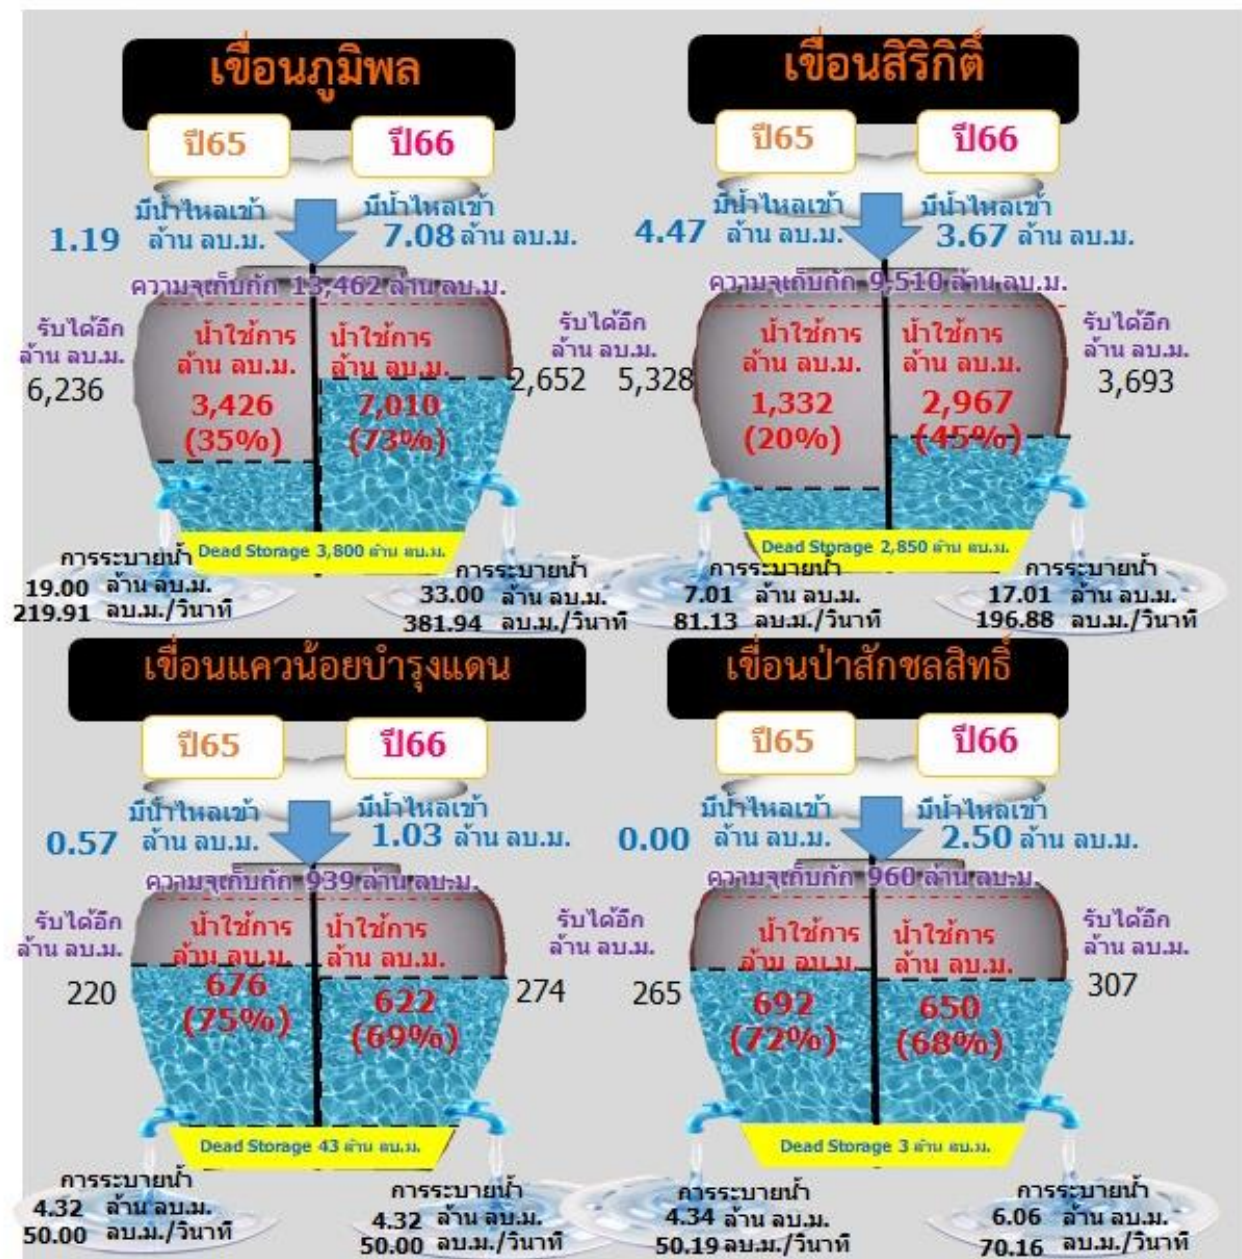 เขื่อนภูมิพล
ปี65
ปี66
มีน้ำไหลเข้า
1.19 ล้าน ลบ.ม.
มีน้ำไหลเข้า
7.08 ล้าน ลบ.ม.
ความจุเก็บกัก 13,462 ล้าน ลบ.ม.
รับได้อีก
ล้าน ลบ.ม.
6,236
น้ำใช้การ
ล้าน ลบ.ม.
3,426
(35%)
น้ำใช้การ
ล้าน ลบ.ม.
7,010
(73%)
รับได้อีก
ล้าน ลบ.ม.
2,652
Dead Storage 3,800 ล้าน ลบ.ม.
การระบายน้ำ
19.00 ล้าน ลบ.ม.
219.91 ลบ.ม./วินาที
การระบายน้ำ
33.00 ล้าน ลบ.ม.
381.94 ลบ.ม./วินาที
เขื่อนสิริกิติ์
ปี65
ปี66
มีน้ำไหลเข้า
4.47 ล้าน ลบ.ม.
มีน้ำไหลเข้า
3.67 ล้าน ลบ.ม.
ความจุเก็บกัก 9,510 ล้าน ลบ.ม.
5,328
น้ำใช้การ
ล้าน ลบ.ม.
1,332
(20%)
น้ำใช้การ
ล้าน ลบ.ม.
2,967
(45%)
รับได้อีก
ล้าน ลบ.ม.
3,693
Dead Storage 2,850 ล้าน ลบ.ม.
การระบายน้ำ
7.01 ล้าน ลบ.ม.
81.13 ลบ.ม./วินาที
การระบายน้ำ
17.01 ล้าน ลบ.ม.
196.88 ลบ.ม./วินาที
เขื่อนแควน้อยบำรุงแดน
ปี65
ปี66
มีน้ำไหลเข้า
0.57 ล้าน ลบ.ม.
มีน้ำไหลเข้า
1.03 ล้าน ลบ.ม.
ความจุเก็บกัก 939 ล้าน ลบ.ม.
รับได้อีก
ล้าน ลบ.ม.
220
น้ำใช้การ
ล้าน ลบ.ม.
676
(75%)
น้ำใช้การ
ล้าน ลบ.ม.
622
(69%)
รับได้อีก
ล้าน ลบ.ม.
274
Dead Storage 43 ล้าน ลบ.ม.
การระบายน้ำ
4.32 ล้าน ลบ.ม.
50.00 ลบ.ม./วินาที
การระบายน้ำ
4.32 ล้าน ลบ.ม.
50.00 ลบ.ม./วินาที
เขื่อนป่าสักชลสิทธิ์
ปี65
ปี66
มีน้ำไหลเข้า
0.00 ล้าน ลบ.ม.
มีน้ำไหลเข้า
2.50 ล้าน ลบ.ม.
ความจุเก็บกัก 960 ล้าน ลบ.ม.
265
น้ำใช้การ
ล้าน ลบ.ม.
692
(72%)
น้ำใช้การ
ล้าน ลบ.ม.
650
(68%)
รับได้อีก
ล้าน ลบ.ม.
307
Dead Storage 3 ล้าน ลบ.ม.
การระบายน้ำ
4.34 ล้าน ลบ.ม.
50.19 ลบ.ม./วินาที
การระบายน้ำ
6.06 ล้าน ลบ.ม.
70.16 ลบ.ม./วินาที